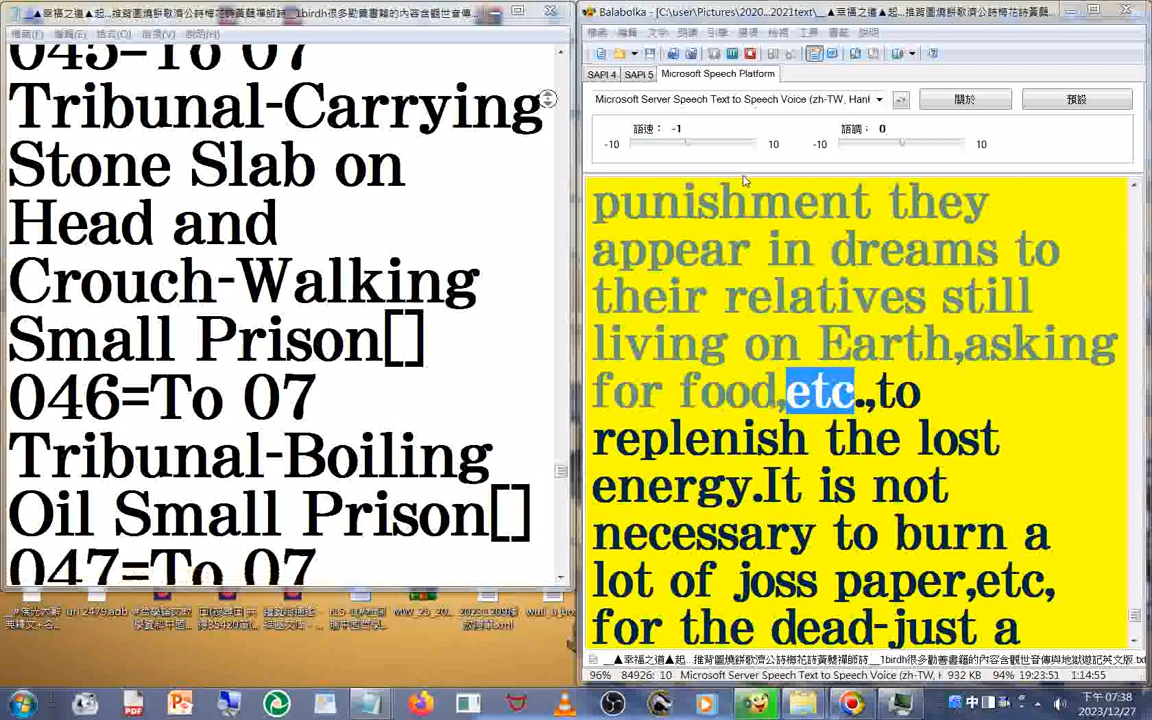 045=To 07
Tribunal-Carrying
Stone Slab on
Head and
Crouch-Walking
Small Prison[]
046=To 07
Tribunal-Boiling
Oil Small Prison[]
047=To 07
SAPI 4
SAPI 5
Microsoft Speech Platform
Microsoft Server Speech Text to Speech Voice (zh-TW, Hanl
關於
預設
語速： -1
語調： 0
-10
10
-10
10
punishment they
appear in dreams to
their relatives still
living on Earth,asking
for food,etc.,to
replenish the lost
energy.It is not
necessary to burn a
lot of joss paper,etc,
for the dead-just a
96%
84926: 10
Microsoft Server Speech Text to Speech Voice (zh-TW, H
932 KB
94%
19:23:51
1:14:55
下午 07:38
2023/12/27